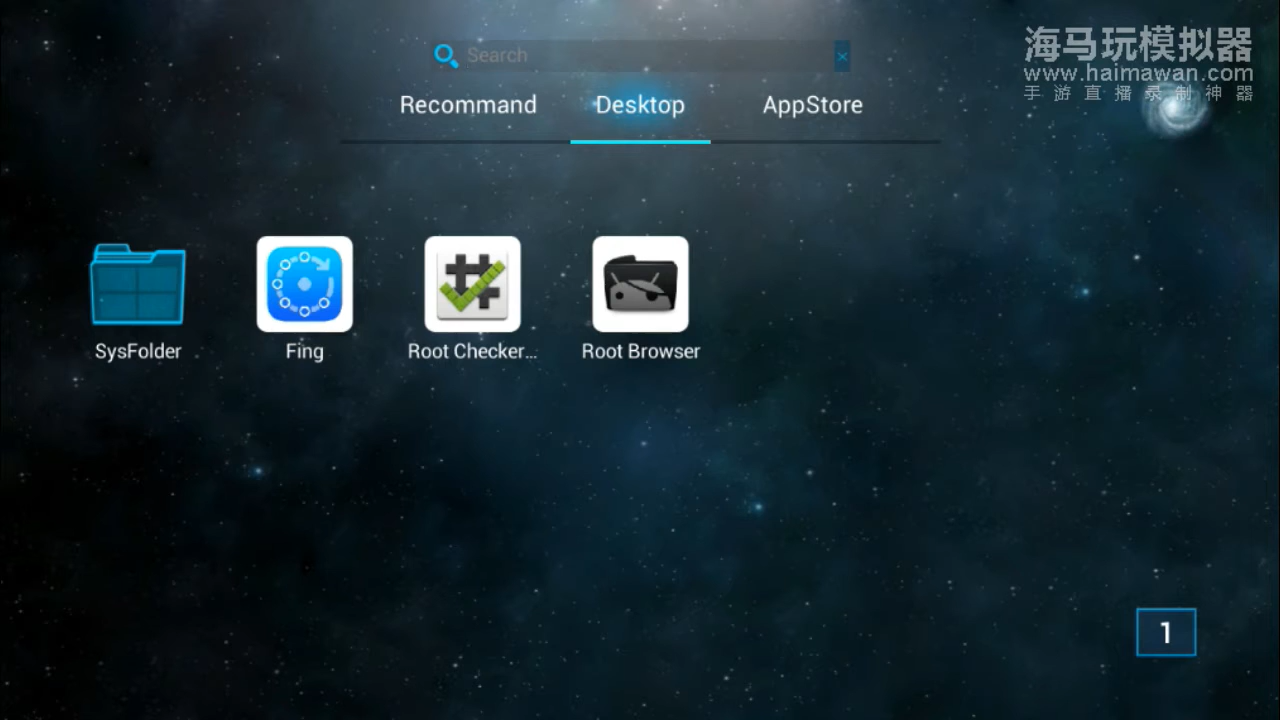 海马玩模拟器
www.haimawan.com
手游直播录制神器
Search
Recommand
Desktop
AppStore
SysFolder
Fing
Root Checker...
Root Browser
1